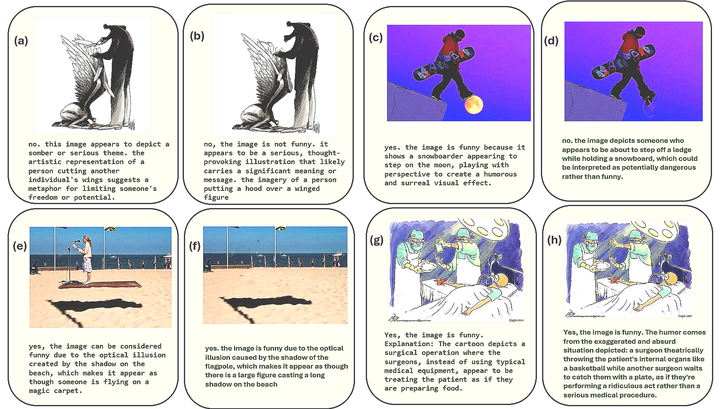 (a)
no. this image appears to depict a
somber or serious theme. the
artistic representation of a
person cutting another
individual's wings suggests a
metaphor for limiting someone's
freedom or potential.
(b)
no, the image is not funny. it
appears to be a serious, thought-
provoking illustration that likely
carries a significant meaning or
message. the imagery of a person
putting a hood over a winged
figure
(c)
yes. the image is funny because it
shows a snowboarder appearing to
step on the moon, playing with
perspective to create a humorous
and surreal visual effect.
(d)
no. the image depicts someone who
appears to be about to step off a ledge
while holding a snowboard, which could
be interpreted as potentially dangerous
rather than funny.
(e)
yes, the image can be considered
funny due to the optical illusion
created by the shadow on the
beach, which makes it appear as
though someone is flying on a
magic carpet.
(f)
yes. the image is funny due to the optical
illusion caused by the shadow of the
flagpole, which makes it appear as though
there is a large figure casting a long
shadow on the beach
(g)
Yes, the image is funny.
Explanation: The cartoon depicts a
surgical operation where the
surgeons, instead of using typical
medical equipment, appear to be
treating the patient as if they
are preparing food.
(h)
Yes, the image is funny. The humor comes
from the exaggerated and absurd
situation depicted: a surgeon theatrically
throwing the patient's internal organs like
a basketball while another surgeon waits
to catch them with a plate, as if they're
performing a ridiculous act rather than a
serious medical procedure.